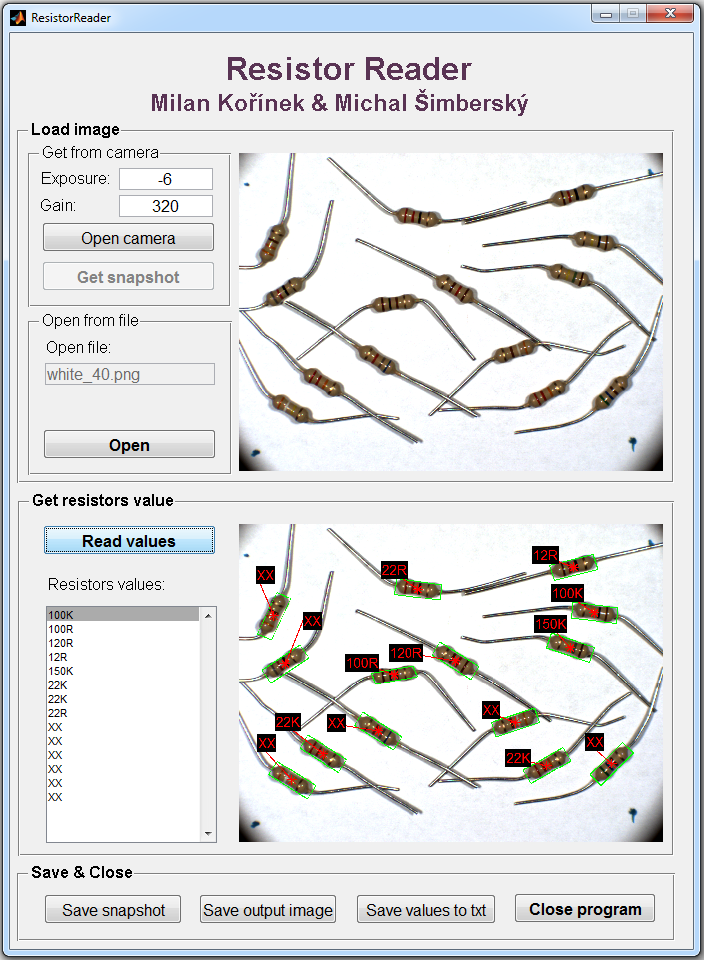 ResistorReader
Resistor Reader
Milan Kořínek & Michal Šimberský
Load image
Get from camera
Exposure: -6
Gain: 320
Open camera
Get snapshot
Open from file
Open file:
white_40.png
Open
Get resistors value
Read values
Resistors values:
100K
100R
120R
12R
150K
22K
22K
22R
XX
XX
XX
XX
XX
XX
12R
22R
XX
100K
XX
150K
120R
100R
XX
22K
XX
XX
XX
22K
Save & Close
Save snapshot
Save output image
Save values to txt
Close program